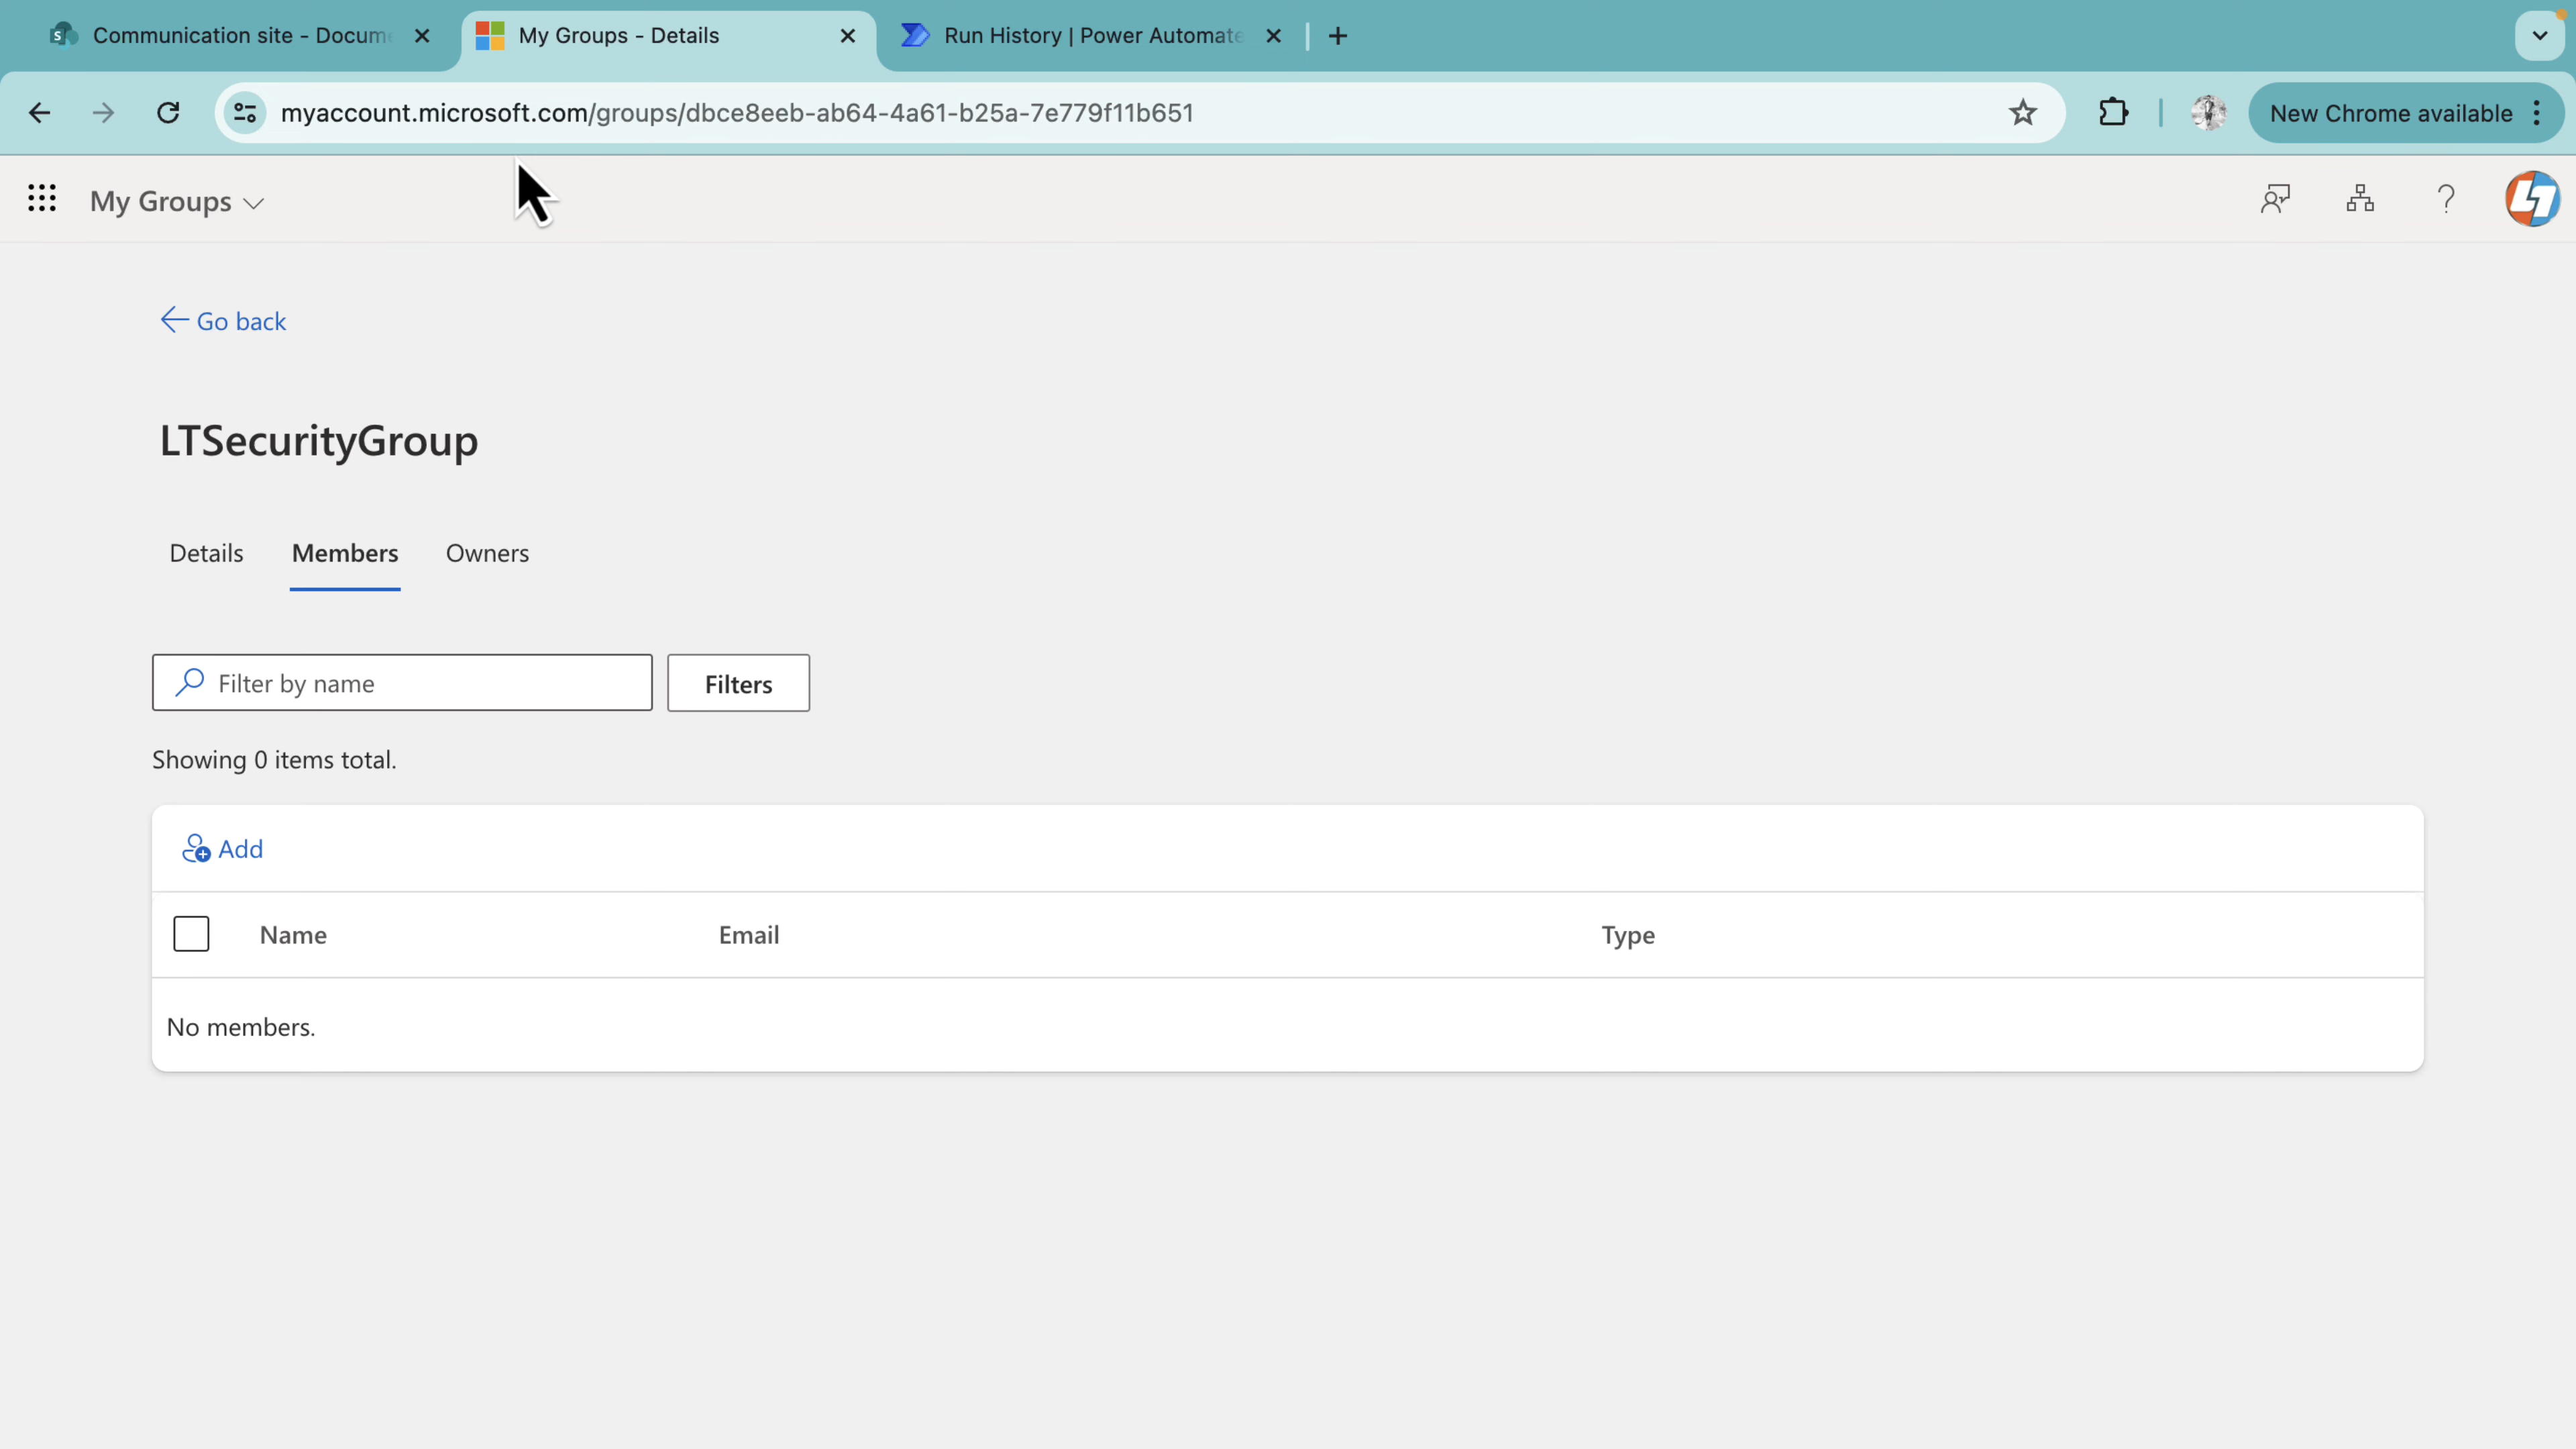 Communication site - Docume
My Groups - Details
Run History | Power Automate
myaccount.microsoft.com/groups/dbce8eeb-ab64-4a61-b25a-7e779f11b651
New Chrome available
My Groups
Go back
LTSecurityGroup
Details Members Owners
Filter by name
Filters
Showing 0 items total.
Add
Name Email Type
No members.